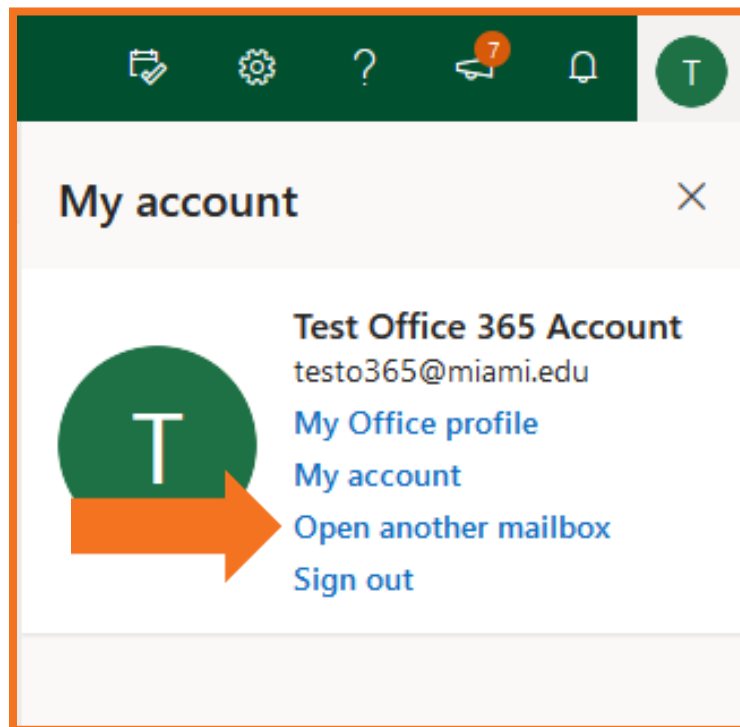 ?
7
T
My account
Test Office 365 Account
testo365@miami.edu
T
My Office profile
My account
Open another mailbox
Sign out